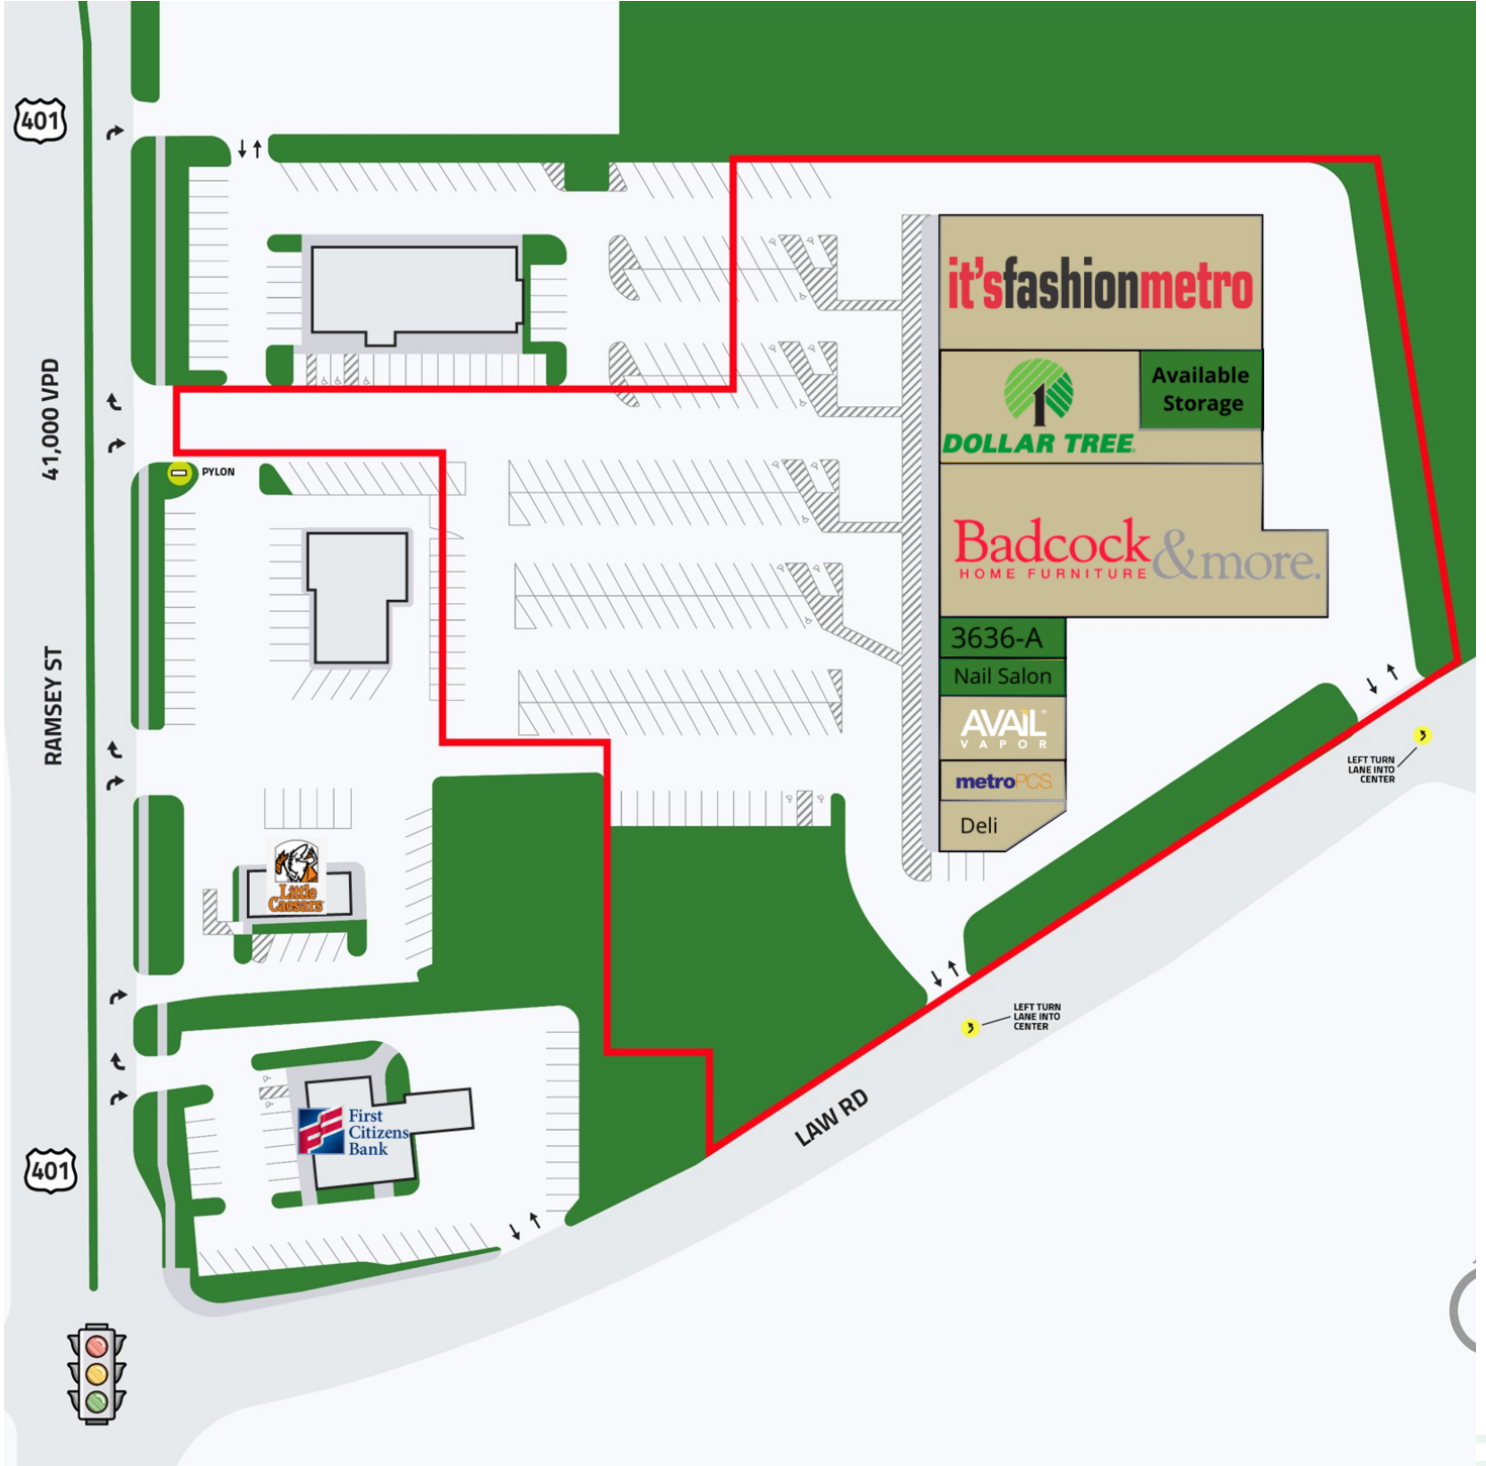 401
41,000 VPD
RAMSEY ST
401
PYLON
it'sfashionmetro
1
DOLLAR TREE
Available
Storage
Badcock
HOME FURNITURE
&more.
3636-A
Nail Salon
AVAIL
VAPOR
metroPCS.
Deli
LEFT TURN
LANE INTO
CENTER
LEFT TURN
LANE INTO
CENTER
LAW RD
Little
Caesars
First
Citizens
Bank